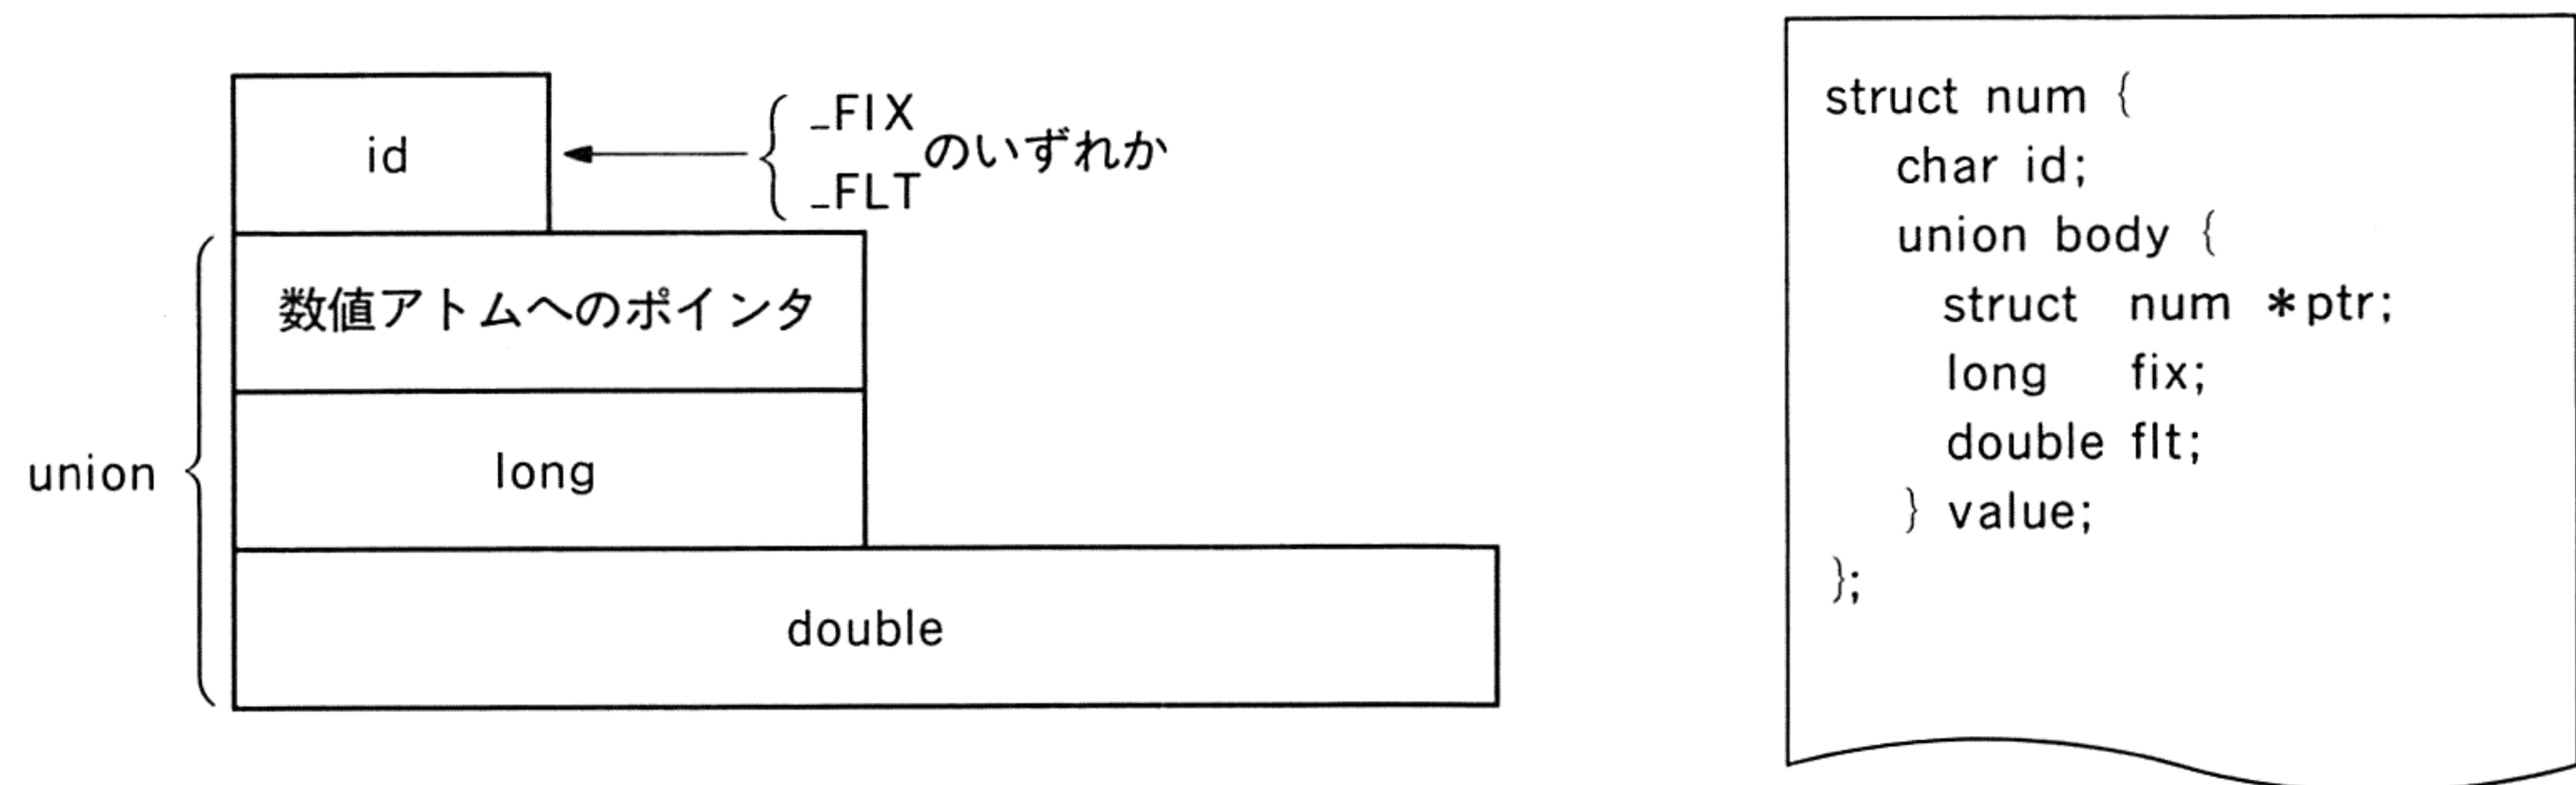 id
_FIX
_FLT
のいずれか
数値アトムへのポインタ
union
long
double
struct num {
char id;
union body {
struct num *ptr;
long fix;
double flt;
} value;
};